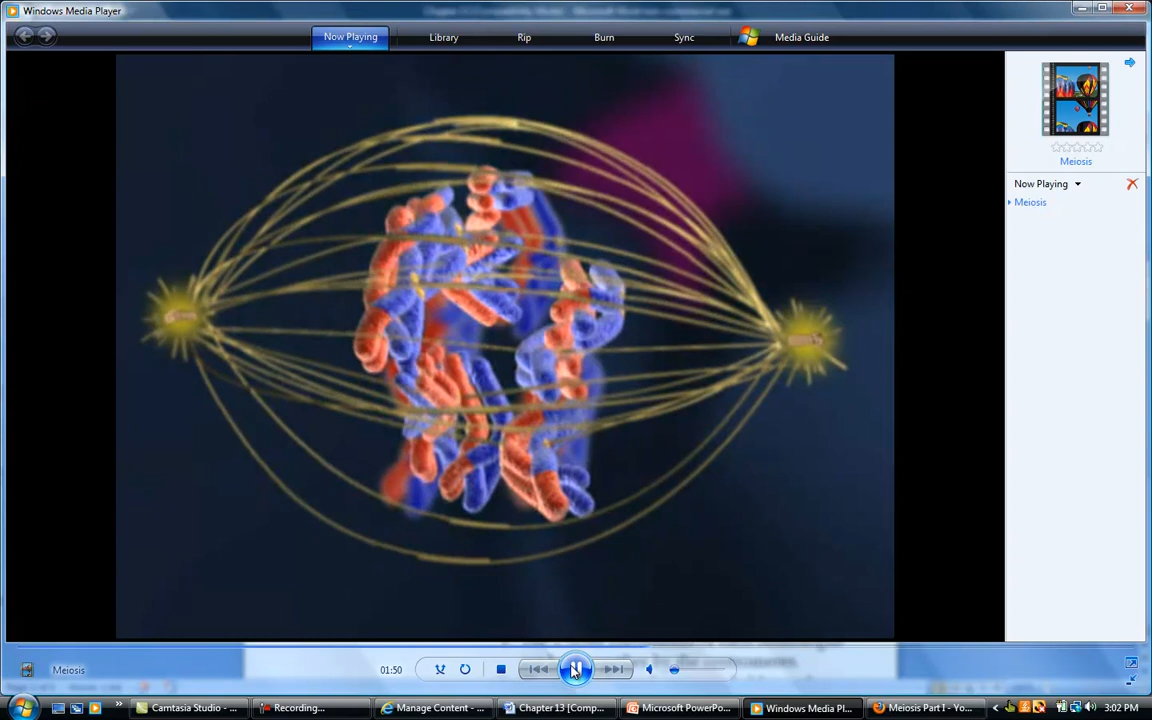 Windows Media Player
Now Playing
Library
Rip
Burn
Sync
Media Guide
Meiosis
Now Playing
Meiosis
Meiosis
01:50
Camtasia Studio - ...
Recording...
Manage Content - ...
Chapter 13 [Comp...
Microsoft PowerPo...
Windows Media Pl...
Meiosis Part I - Yo...
3:02 PM